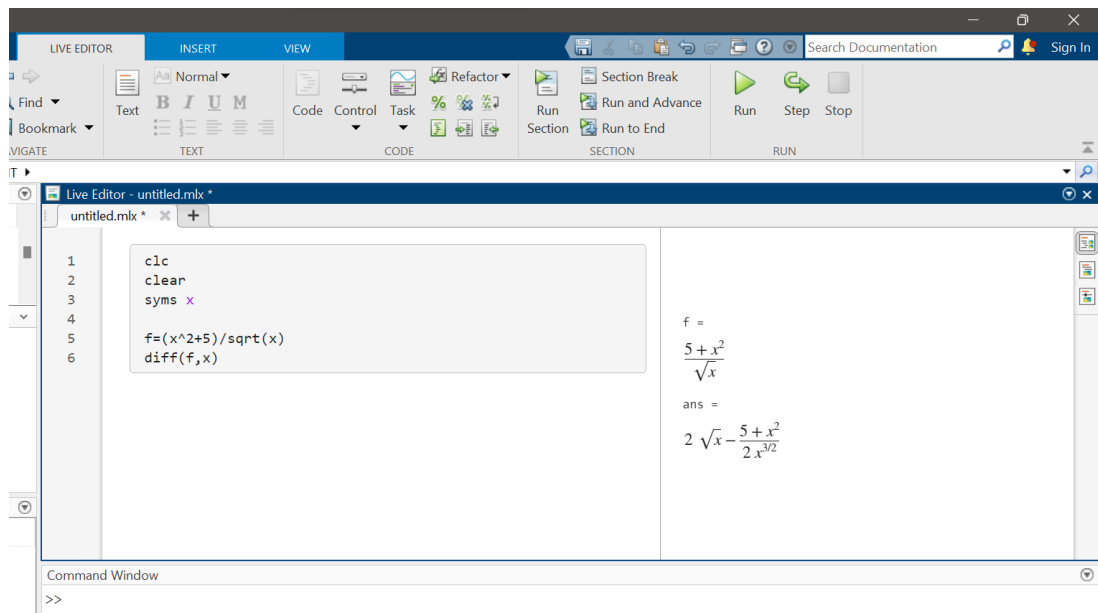 LIVE EDITOR INSERT VIEW Search Documentation Sign In
Find Text Aa Normal B I U M Code Control Task Refactor Run Section Section Break Run and Advance Run to End Run Step Stop
Bookmark
TEXT CODE SECTION RUN
Live Editor - untitled.mlx *
untitled.mlx * +
1 clc
2 clear
3 syms x
4
5 f=(x^2+5)/sqrt(x)
6 diff(f,x)
f =
5 + x²
√x
ans =
2 √x − (5 + x²)/(2 x^3/2)
Command Window
>>